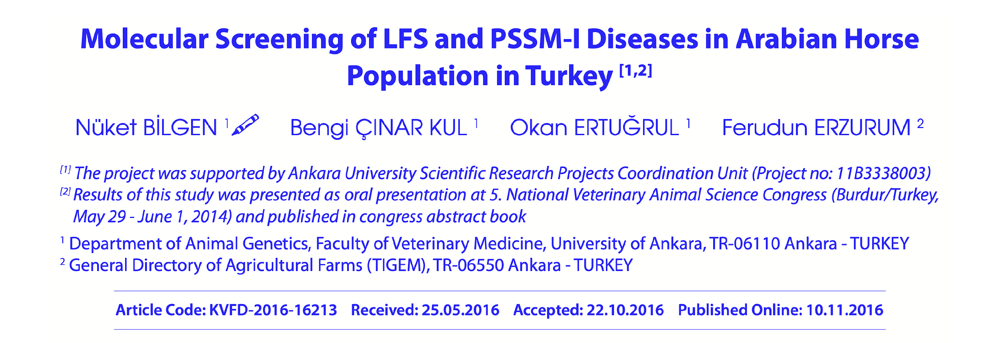 Molecular Screening of LFS and PSSM-I Diseases in Arabian Horse
Population in Turkey [1,2]
Nüket BİLGEN 1 Bengi ÇINAR KUL 1 Okan ERTUĞRUL 1 Ferudun ERZURUM 2
[1] The project was supported by Ankara University Scientific Research Projects Coordination Unit (Project no: 11B3338003)
[2] Results of this study was presented as oral presentation at 5. National Veterinary Animal Science Congress (Burdur/Turkey,
May 29 - June 1, 2014) and published in congress abstract book
1 Department of Animal Genetics, Faculty of Veterinary Medicine, University of Ankara, TR-06110 Ankara - TURKEY
2 General Directory of Agricultural Farms (TIGEM), TR-06550 Ankara - TURKEY
Article Code: KVFD-2016-16213 Received: 25.05.2016 Accepted: 22.10.2016 Published Online: 10.11.2016